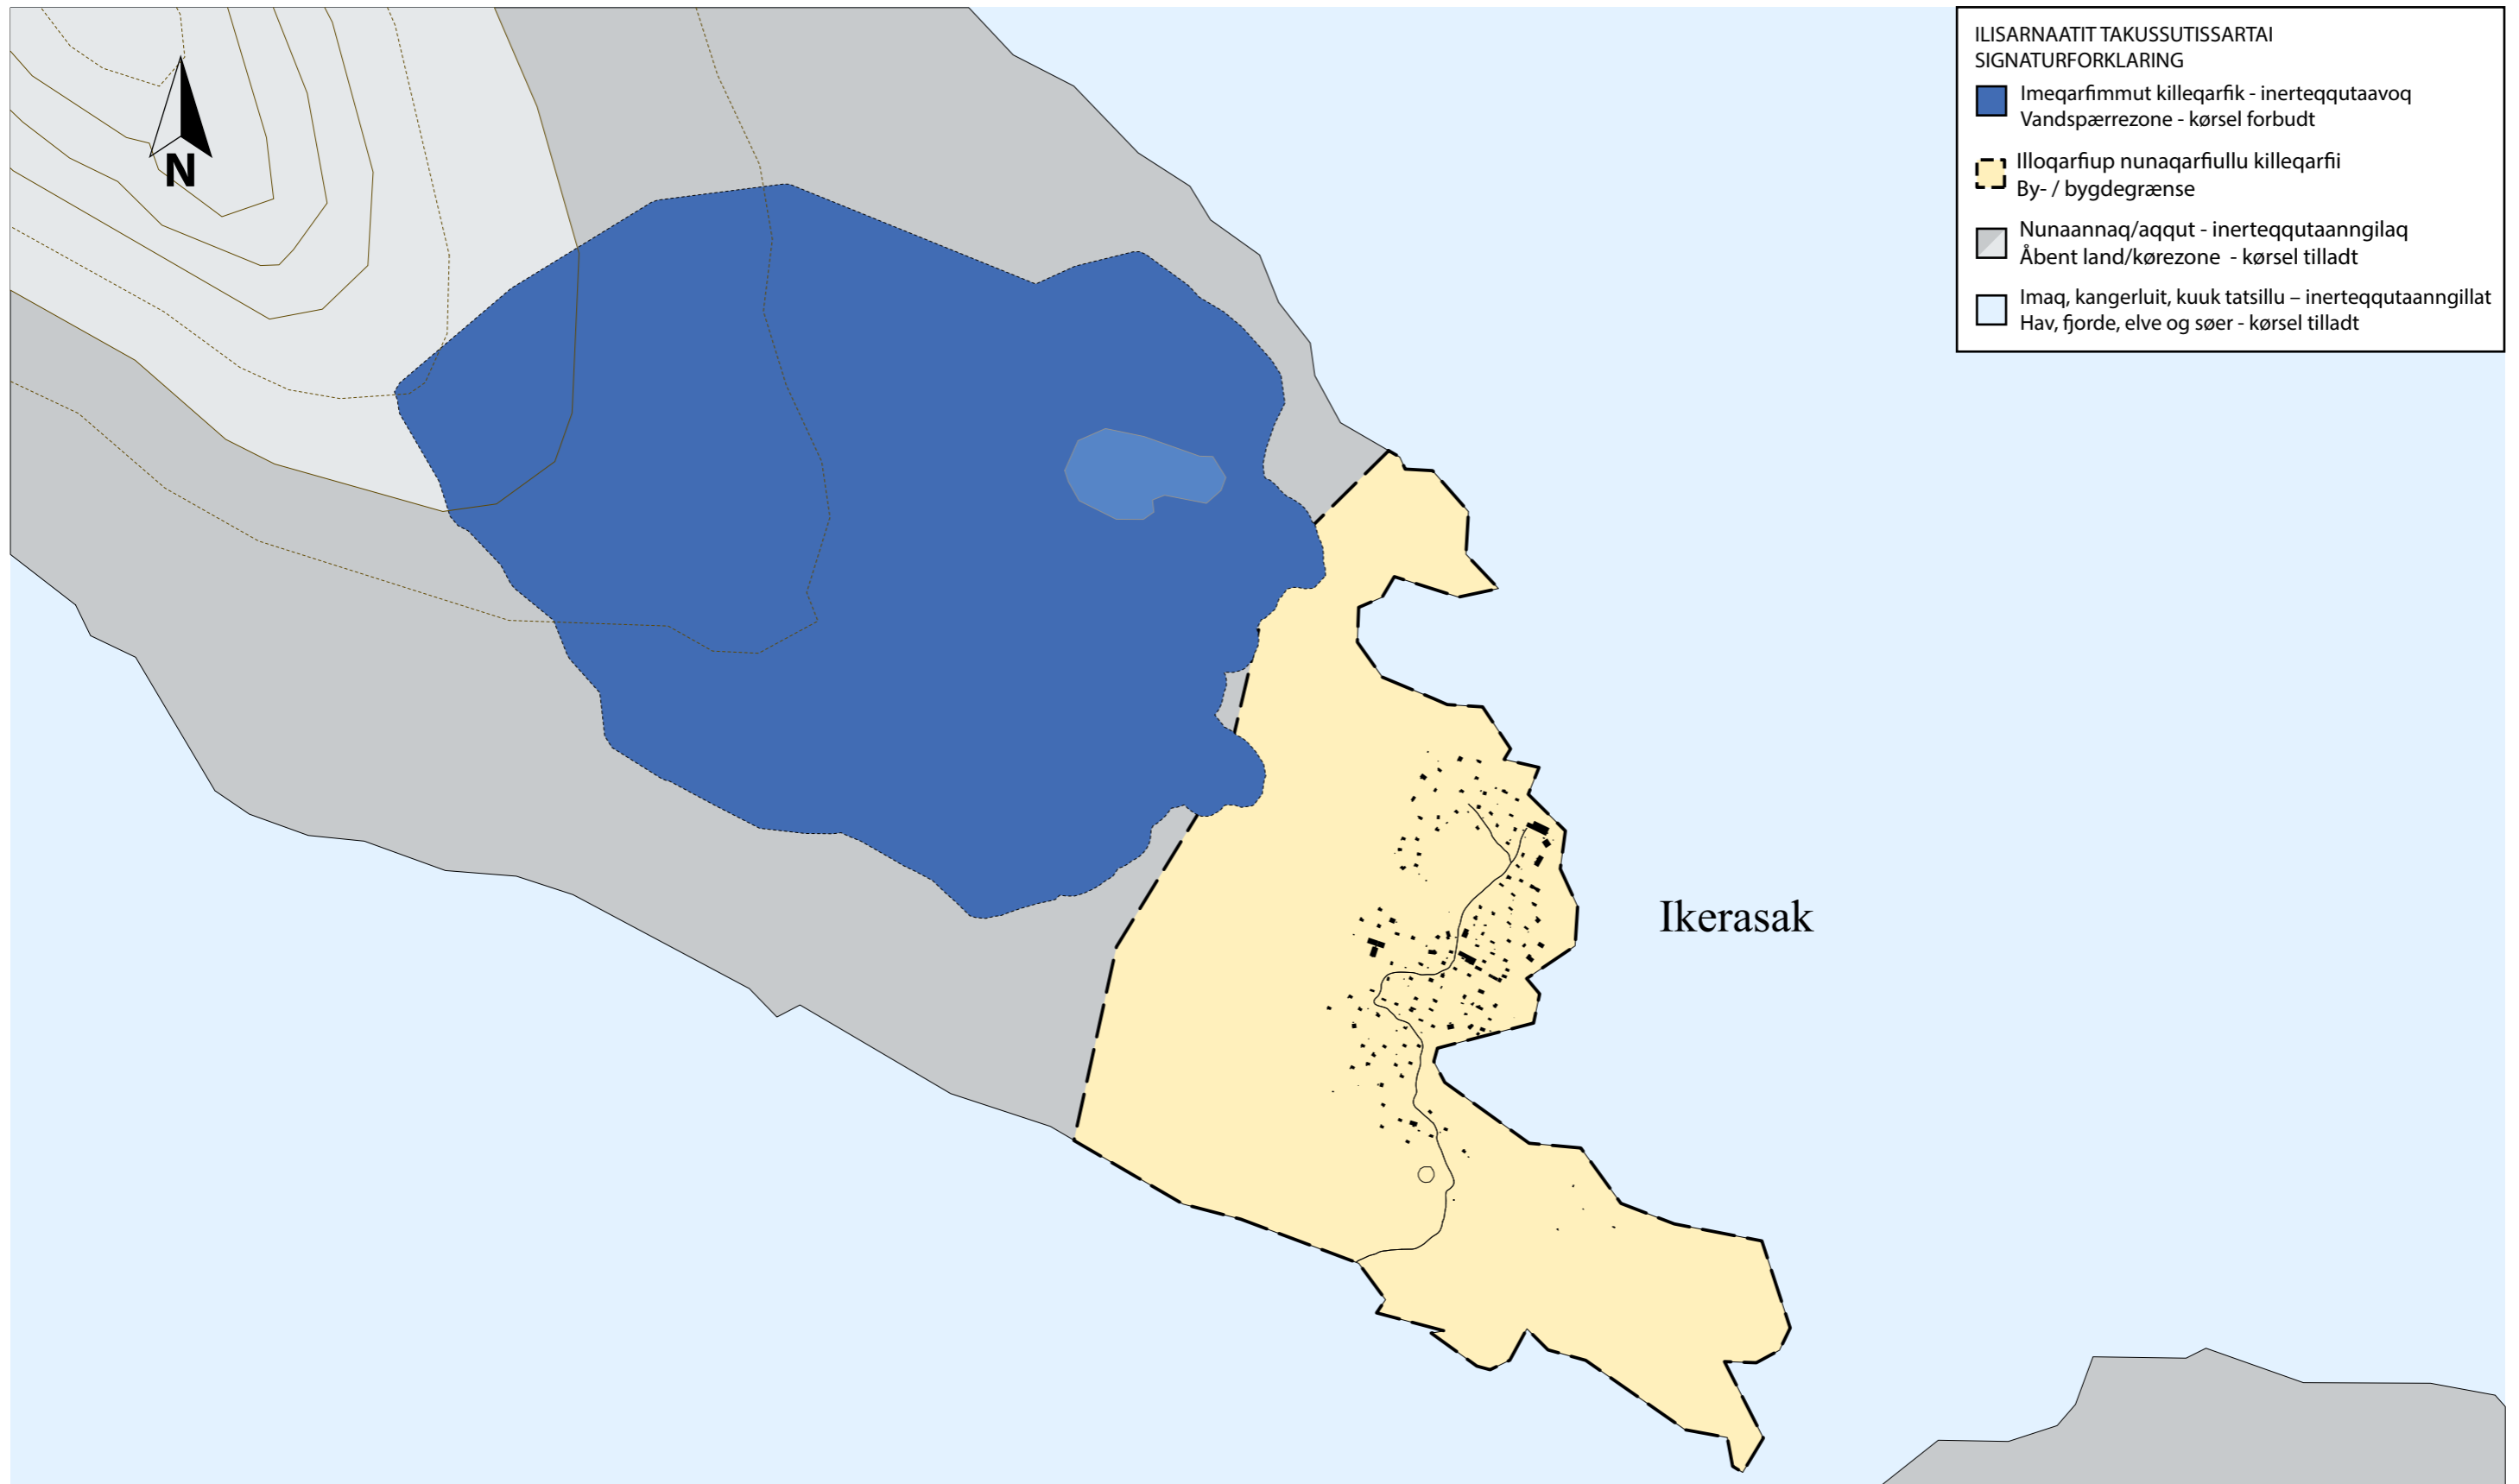 ILISARNAATIT TAKUSSUTISSARTAI
SIGNATURFORKLARING
Imeqarfimmut killeqarfik - inerteqqutaavoq
Vandspærrezone - kørsel forbudt
Illoqarfiup nunaqarfiullu killeqarfii
By- / bygdegrænse
Nunaannaq/aqqut - inerteqqutaanngilaq
Åbent land/kørezone - kørsel tilladt
Imaq, kangerluit, kuuk tatsillu – inerteqqutaanngillat
Hav, fjorde, elve og søer - kørsel tilladt
N
Ikerasak